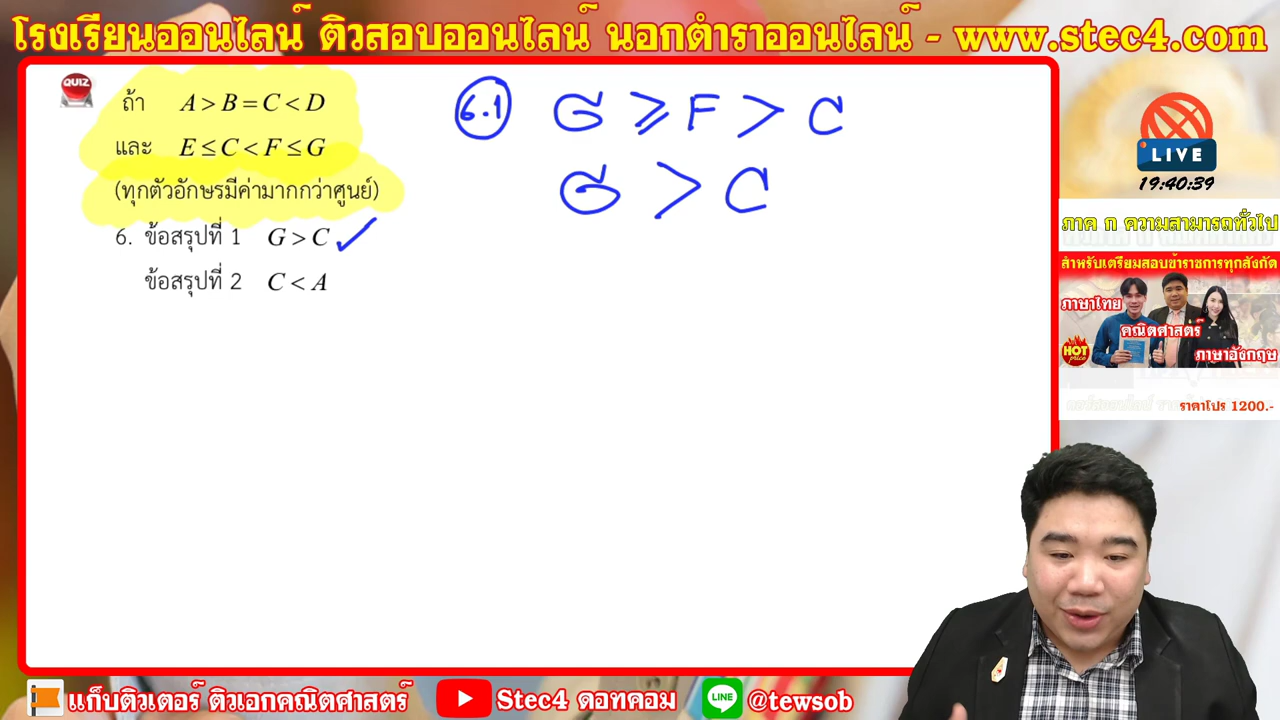 โรงเรียนออนไลน์ ติวสอบออนไลน์ นอกตำราออนไลน์ - www.stec4.com
QUIZ
ถ้า A > B = C < D
และ E ≤ C < F ≤ G
(ทุกตัวอักษรมีค่ามากกว่าศูนย์)
6. ข้อสรุปที่ 1 G > C ✓
ข้อสรุปที่ 2 C < A
6.1 G ≥ F > C
G > C
LIVE
19:40:39
ภาค ก ความสามารถทั่วไป
สำหรับเตรียมสอบข้าราชการทุกสังกัด
ภาษาไทย
คณิตศาสตร์
ภาษาอังกฤษ
HOT
price
ราคาโปร 1200.-
แก็บติวเตอร์ ติวเอกคณิตศาสตร์
Stec4 ดอทคอม
LINE
@tewsob